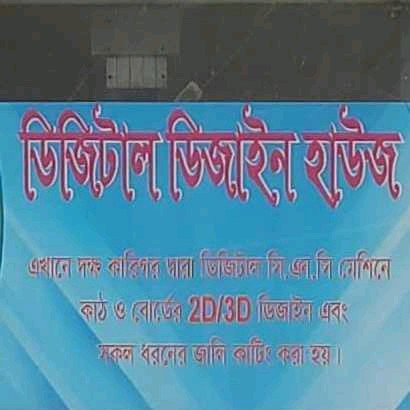 ডিজিটাল ডিজাইন হাউজ
এখানে দক্ষ কারিগর দ্বারা ডিজিটাল সি,এন,সি মেশিনে
কাঠ ও বোর্ডের 2D/3D ডিজাইন এবং
সকল ধরনের জালি কাটিং করা হয়।